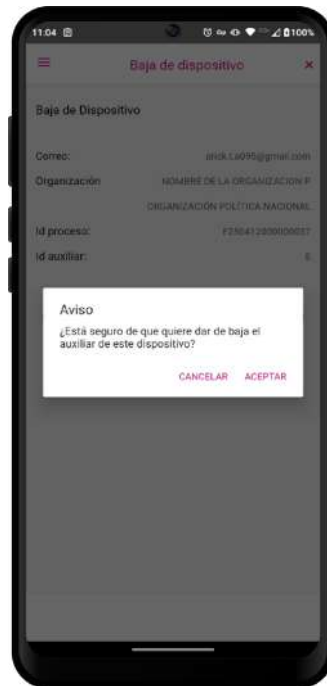 11:04
100%
Baja de dispositivo
Baja de Dispositivo
Correo:
Organización
NOMBRE DE LA ORGANIZACION P
ORGANIZACIÓN POLÍTICA NACIONAL
Id proceso:
Id auxiliar:
Aviso
¿Está seguro de que quiere dar de baja el
auxiliar de este dispositivo?
CANCELAR ACEPTAR